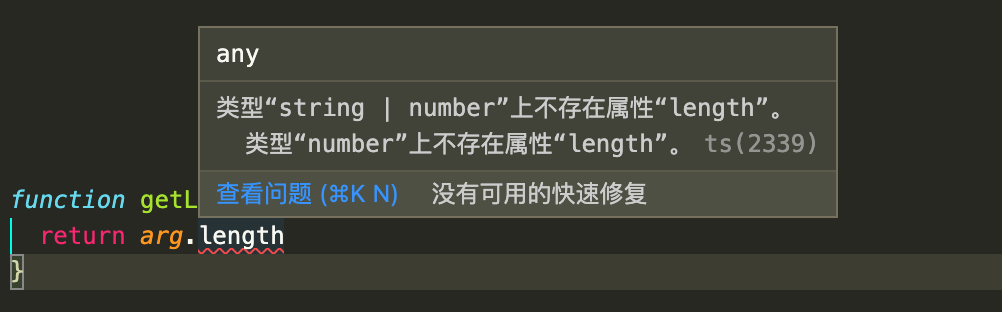 any
类型“string | number”上不存在属性“length”。
类型“number”上不存在属性“length”。 ts(2339)
查看问题 (⌘K N) 没有可用的快速修复
function getL
return arg.length
}